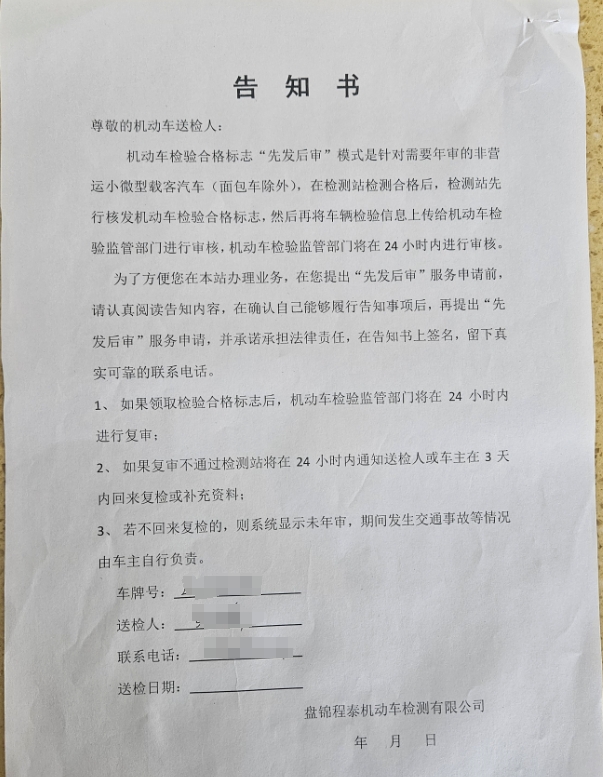 告 知 书
尊敬的机动车送检人：
机动车检验合格标志“先发后审”模式是针对需要年审的非营
运小微型载客汽车（面包车除外），在检测站检测合格后，检测站先
行核发机动车检验合格标志，然后再将车辆检验信息上传给机动车检
验监管部门进行审核，机动车检验监管部门将在 24 小时内进行审核。
为了方便您在本站办理业务，在您提出“先发后审”服务申请前，
请认真阅读告知内容，在确认自己能够履行告知事项后，再提出“先
发后审”服务申请，并承诺承担法律责任，在告知书上签名，留下真
实可靠的联系电话。
1、 如果领取检验合格标志后，机动车检验监管部门将在 24 小时内
进行复审；
2、 如果复审不通过检测站将在 24 小时内通知送检人或车主在 3 天
内回来复检或补充资料；
3、 若不回来复检的，则系统显示未年审，期间发生交通事故等情况
由车主自行负责。
车牌号：
送检人：
联系电话：
送检日期：
盘锦程泰机动车检测有限公司
年 月 日